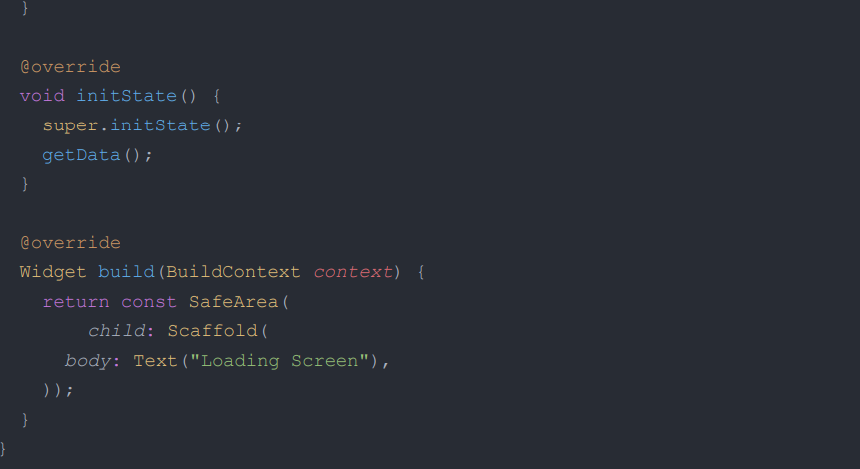 }
@override
void initState() {
super.initState();
getData();
}
@override
Widget build(BuildContext context) {
return const SafeArea(
child: Scaffold(
body: Text("Loading Screen"),
));
}
}